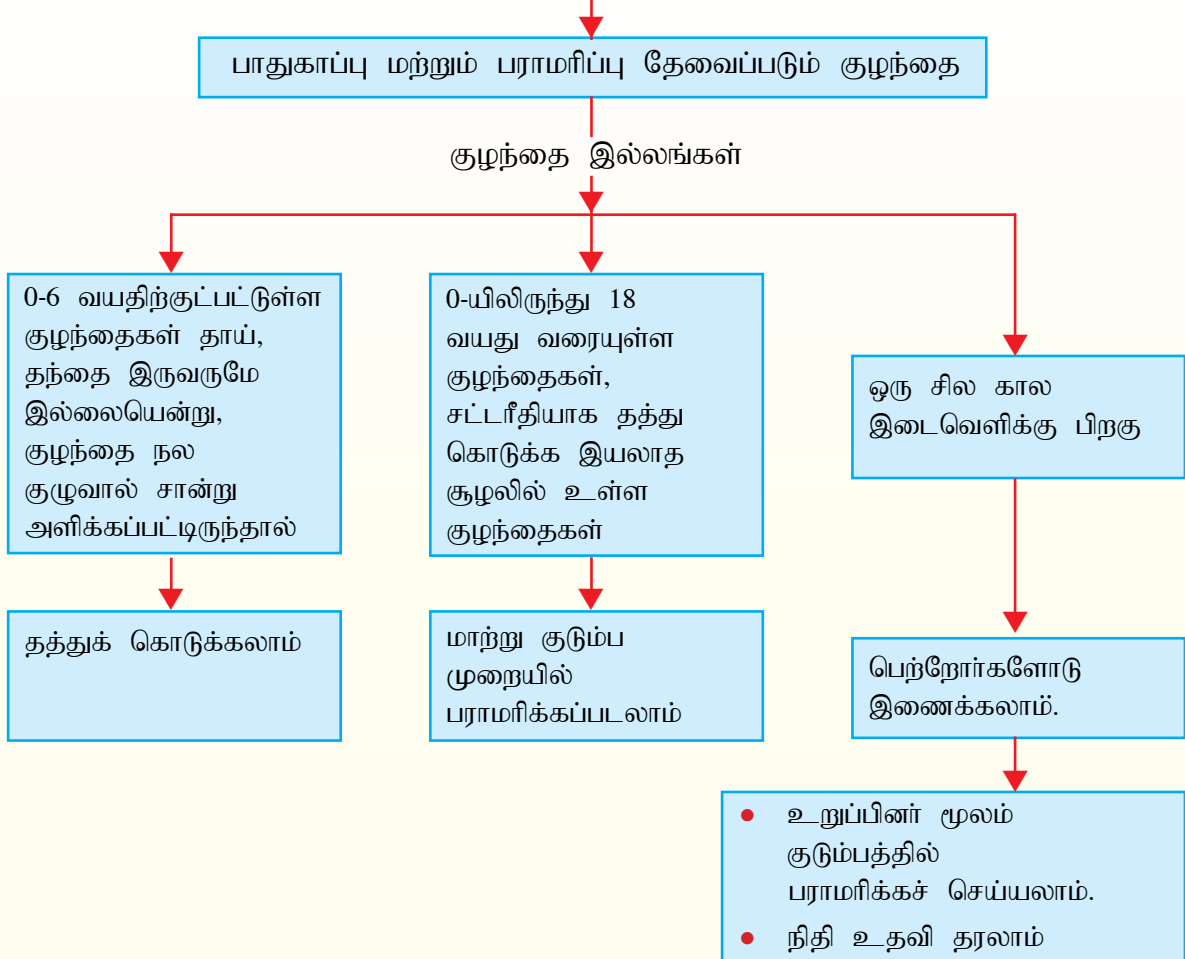 பாதுகாப்பு மற்றும் பராமரிப்பு தேவைப்படும் குழந்தை
குழந்தை இல்லங்கள்
0-6 வயதிற்குட்பட்டுள்ள
குழந்தைகள் தாய்,
தந்தை இருவருமே
இல்லையென்று,
குழந்தை நல
குழுவால் சான்று
அளிக்கப்பட்டிருந்தால்
தத்துக் கொடுக்கலாம்
0-யிலிருந்து 18
வயது வரையுள்ள
குழந்தைகள்,
சட்டரீதியாக தத்து
கொடுக்க இயலாத
சூழலில் உள்ள
குழந்தைகள்
மாற்று குடும்ப
முறையில்
பராமரிக்கப்படலாம்
ஒரு சில கால
இடைவெளிக்கு பிறகு
பெற்றோர்களோடு
இணைக்கலாம்.
• உறுப்பினர் மூலம்
குடும்பத்தில்
பராமரிக்கச் செய்யலாம்.
• நிதி உதவி தரலாம்